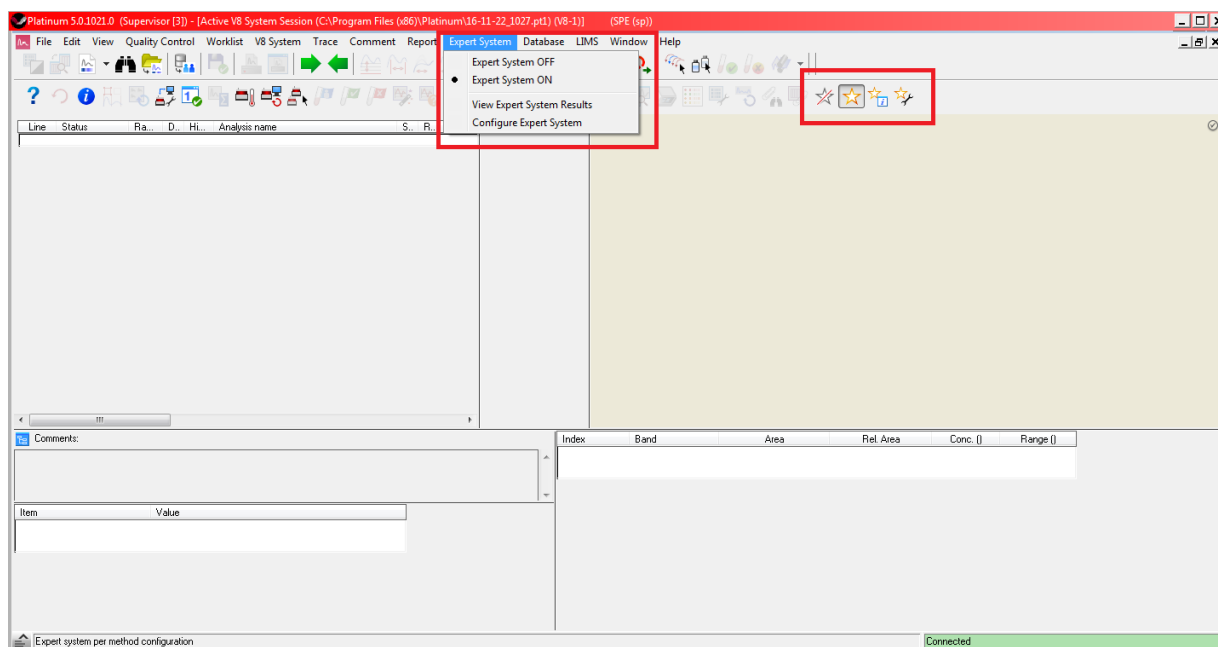 Platinum 5.0.1021.0 (Supervisor [3]) - [Active V8 System Session (C:\Program Files (x86)\Platinum\16-11-22_1027.pt1) (V8-1)] (SPE (sp))
File Edit View Quality Control Worklist V8 System Trace Comment Report Expert System Database LIMS Window Help
Expert System OFF
Expert System ON
View Expert System Results
Configure Expert System
Line Status Ra... D.. Hi... Analysis name S.. R..
Comments:
Index Band Area Rel. Area Conc. () Range ()
Item Value
Expert system per method configuration Connected